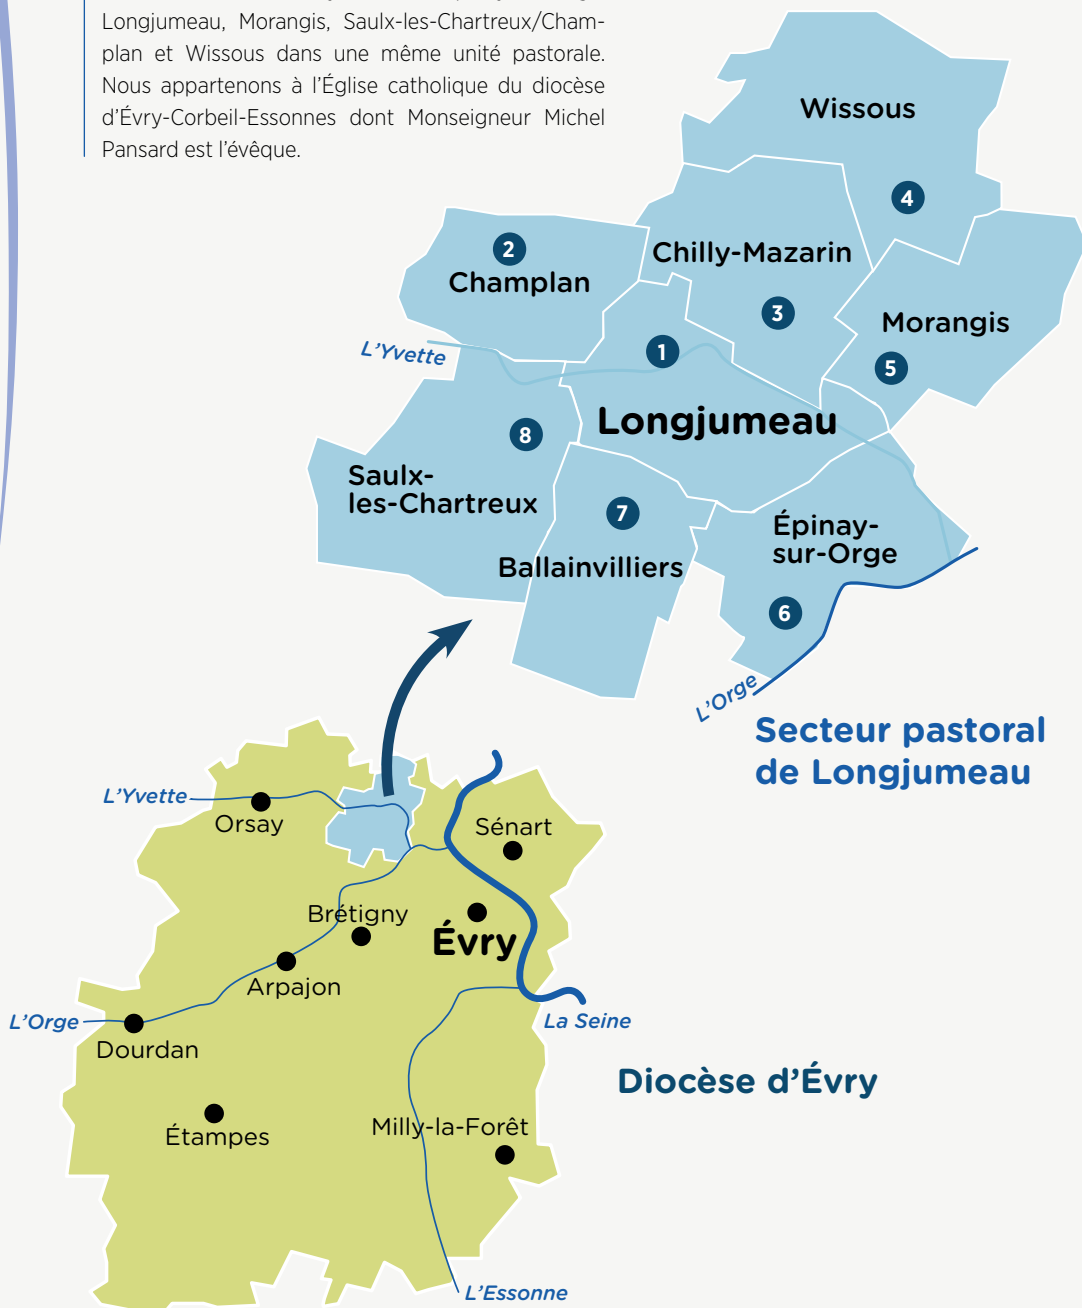 Longjumeau, Morangis, Saulx-les-Chartreux/Cham-
plan et Wissous dans une même unité pastorale.
Nous appartenons à l'Église catholique du diocèse
d'Évry-Corbeil-Essonnes dont Monseigneur Michel
Pansard est l'évêque.
Wissous
4
2
Champlan
Chilly-Mazarin
3
Morangis
5
L'Yvette
1
Longjumeau
8
Saulx-
les-Chartreux
7
Ballainvilliers
Épinay-
sur-Orge
6
L'Orge
Secteur pastoral
de Longjumeau
L'Yvette
Orsay
Sénart
Brétigny
Évry
Arpajon
L'Orge
Dourdan
La Seine
Diocèse d'Évry
Étampes
Milly-la-Forêt
L'Essonne